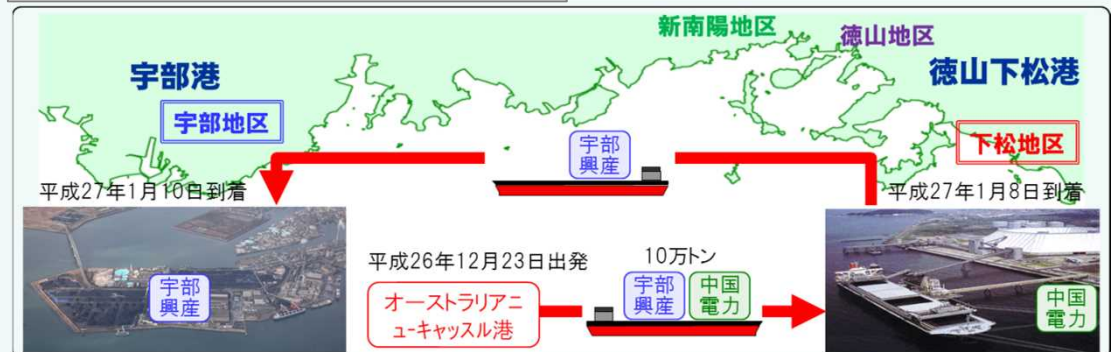 新南陽地区
徳山地区
宇部港
徳山下松港
宇部地区
下松地区
宇部
興産
平成27年1月10日到着
平成27年1月8日到着
平成26年12月23日出発
10万トン
宇部
興産
宇部
興産
中国
電力
中国
電力
オーストラリアニ
ューキャッスル港